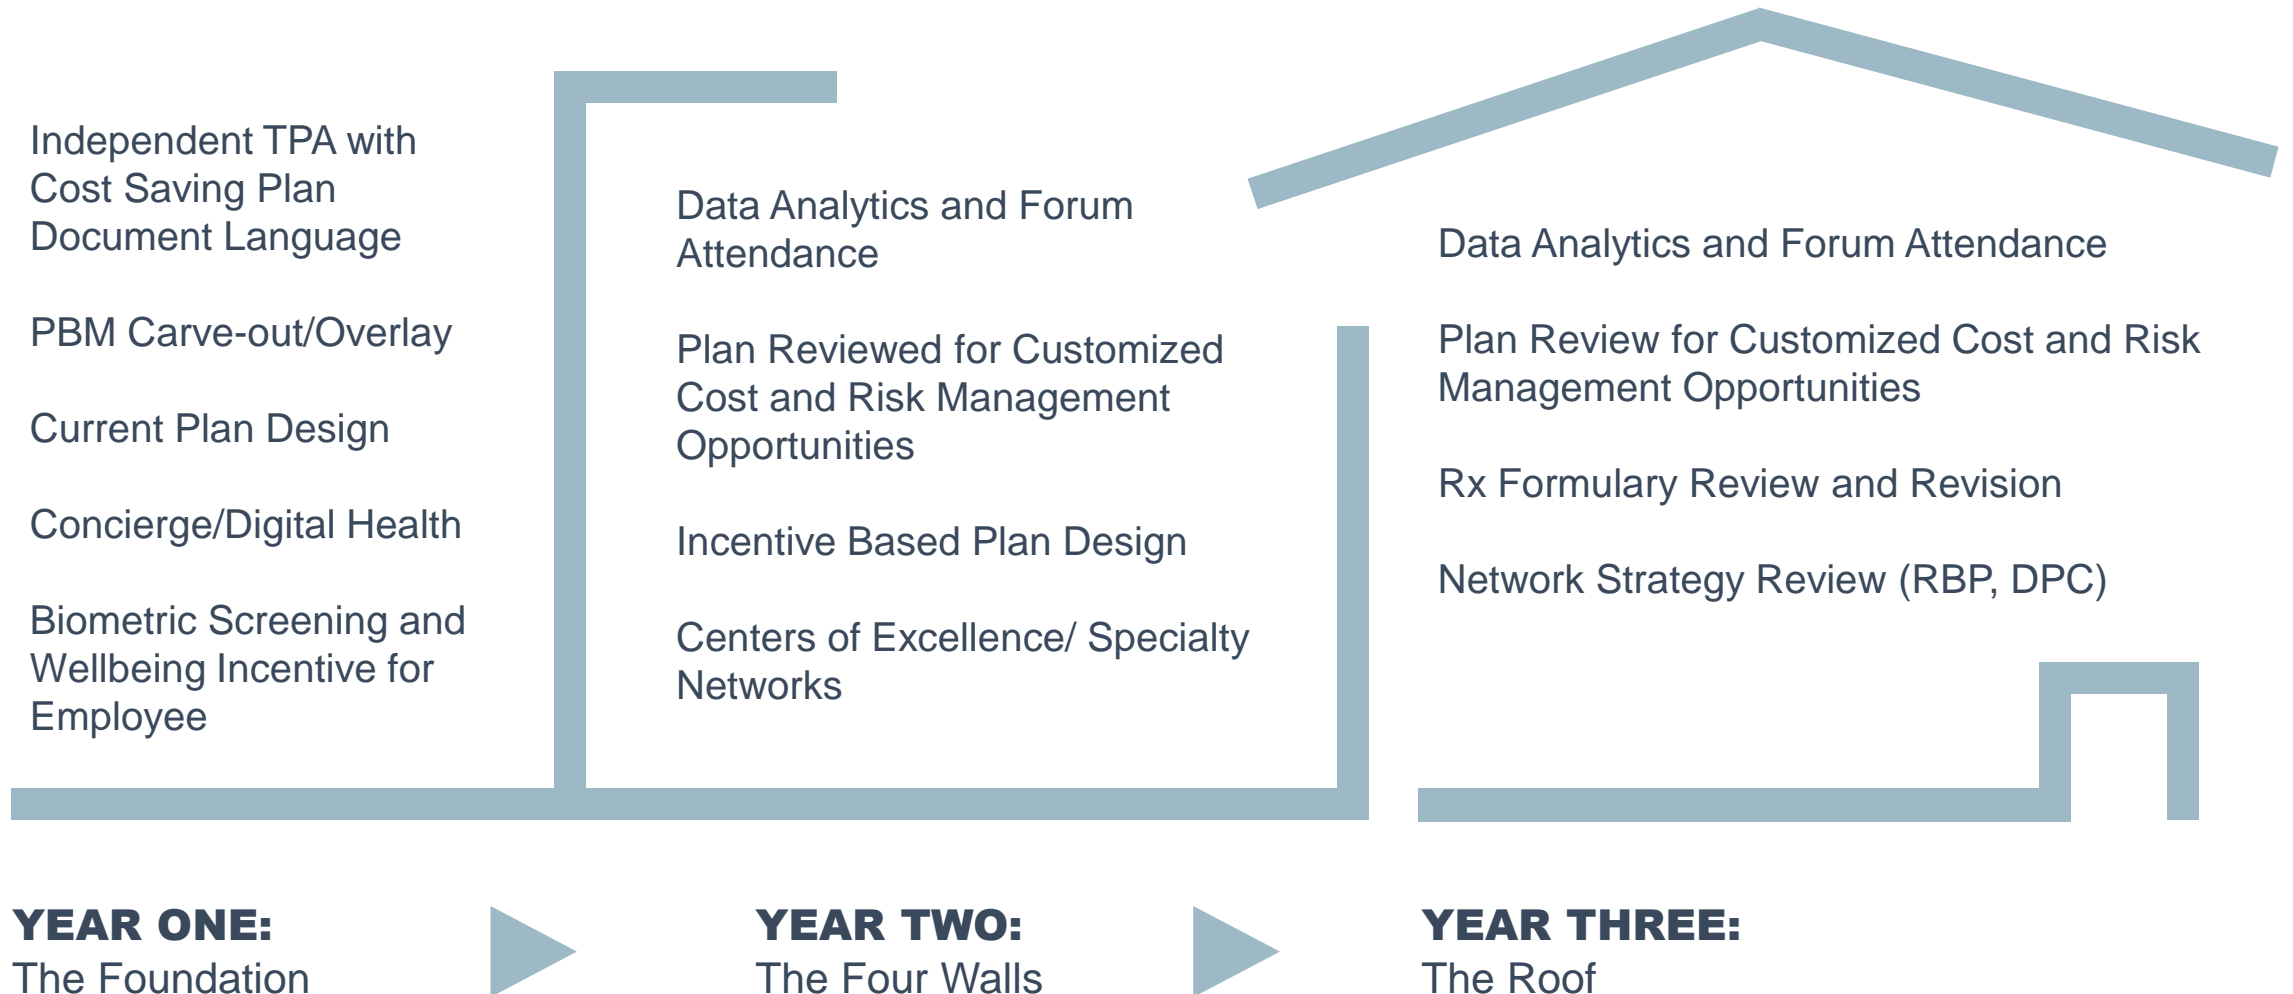 Independent TPA with
Cost Saving Plan
Document Language
PBM Carve-out/Overlay
Current Plan Design
Concierge/Digital Health
Biometric Screening and
Wellbeing Incentive for
Employee
Data Analytics and Forum
Attendance
Plan Reviewed for Customized
Cost and Risk Management
Opportunities
Incentive Based Plan Design
Centers of Excellence/ Specialty
Networks
Data Analytics and Forum Attendance
Plan Review for Customized Cost and Risk
Management Opportunities
Rx Formulary Review and Revision
Network Strategy Review (RBP, DPC)
YEAR ONE:
The Foundation
YEAR TWO:
The Four Walls
YEAR THREE:
The Roof